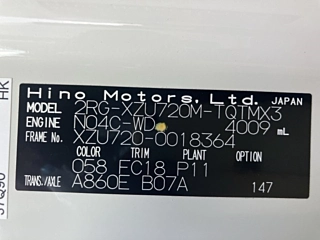 Hino Motors, Ltd. JAPAN
MODEL 2RG-XZU720M-TQTMX3
ENGINE N04C-WD 4009 mL
FRAME No. XZU720-0018364
COLOR TRIM PLANT OPTION
058 FC18 P11
TRANS./AXLE A860E B07A 147
HK